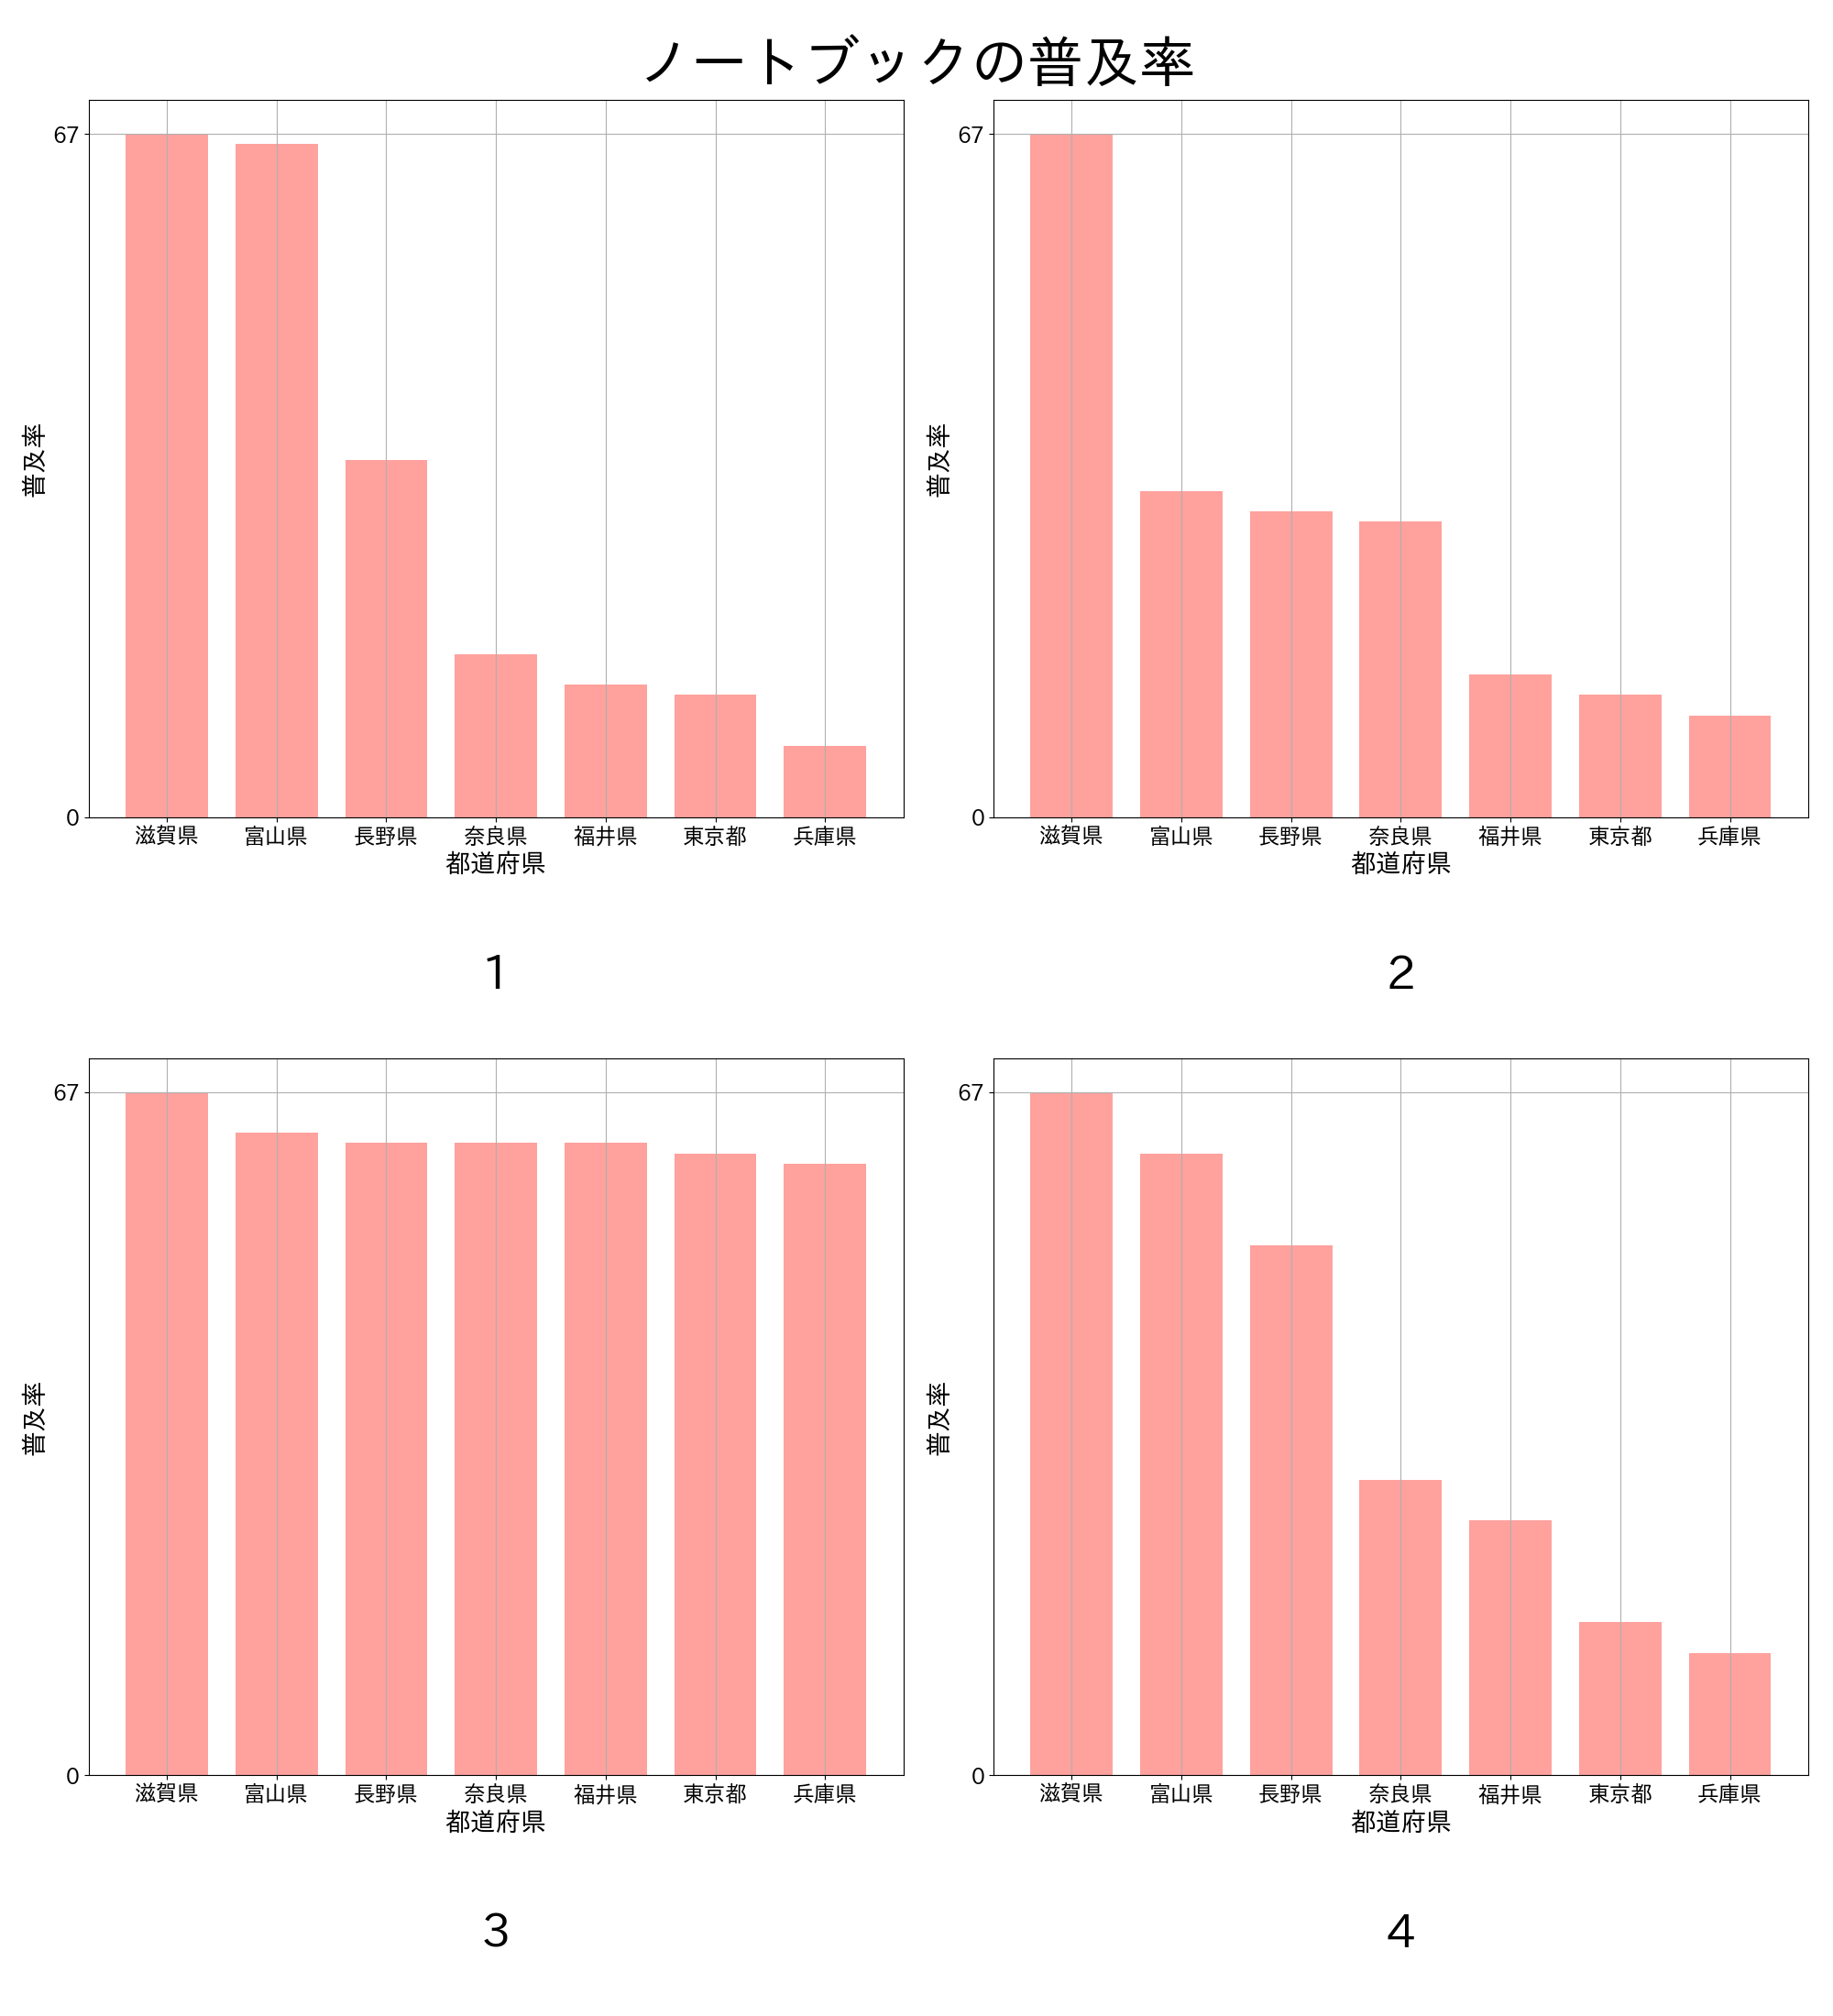 ノートブックの普及率
67
0
普及率
滋賀県 富山県 長野県 奈良県 福井県 東京都 兵庫県
都道府県
1
67
0
普及率
滋賀県 富山県 長野県 奈良県 福井県 東京都 兵庫県
都道府県
2
67
0
普及率
滋賀県 富山県 長野県 奈良県 福井県 東京都 兵庫県
都道府県
3
67
0
普及率
滋賀県 富山県 長野県 奈良県 福井県 東京都 兵庫県
都道府県
4